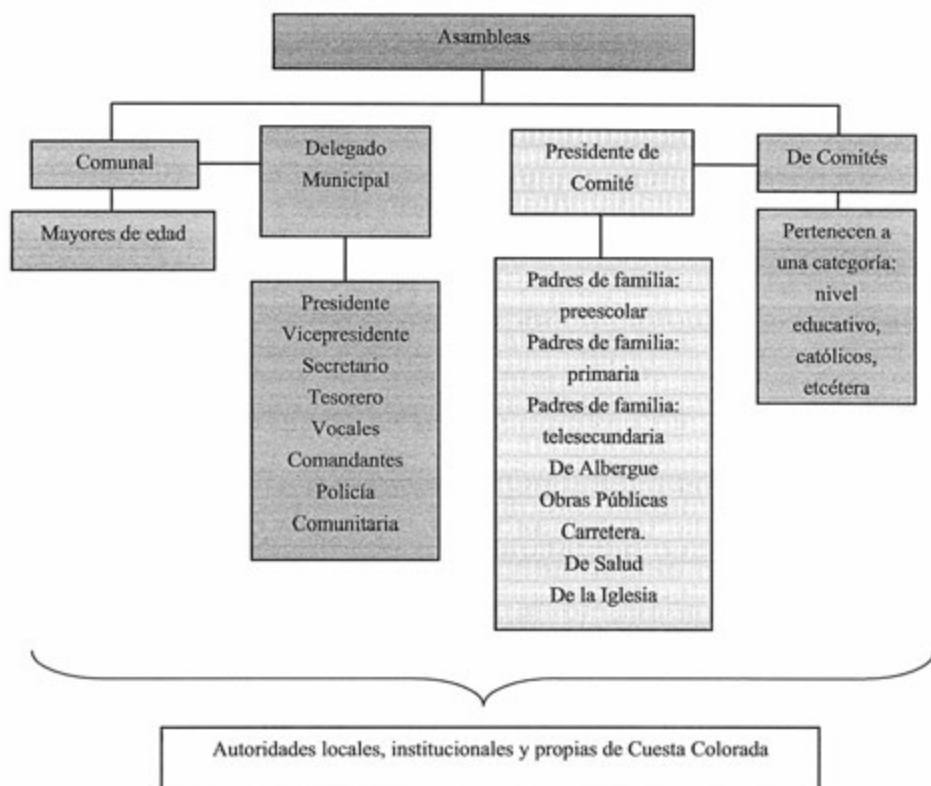 Asambleas
Comunal
Delegado
Municipal
Presidente de
Comité
De Comités
Mayores de edad
Presidente
Vicepresidente
Secretario
Tesorero
Vocales
Comandantes
Policía
Comunitaria
Padres de familia:
preescolar
Padres de familia:
primaria
Padres de familia:
telesecundaria
De Albergue
Obras Públicas
Carretera.
De Salud
De la Iglesia
Pertenecen a
una categoría:
nivel
educativo,
católicos,
etcétera
Autoridades locales, institucionales y propias de Cuesta Colorada